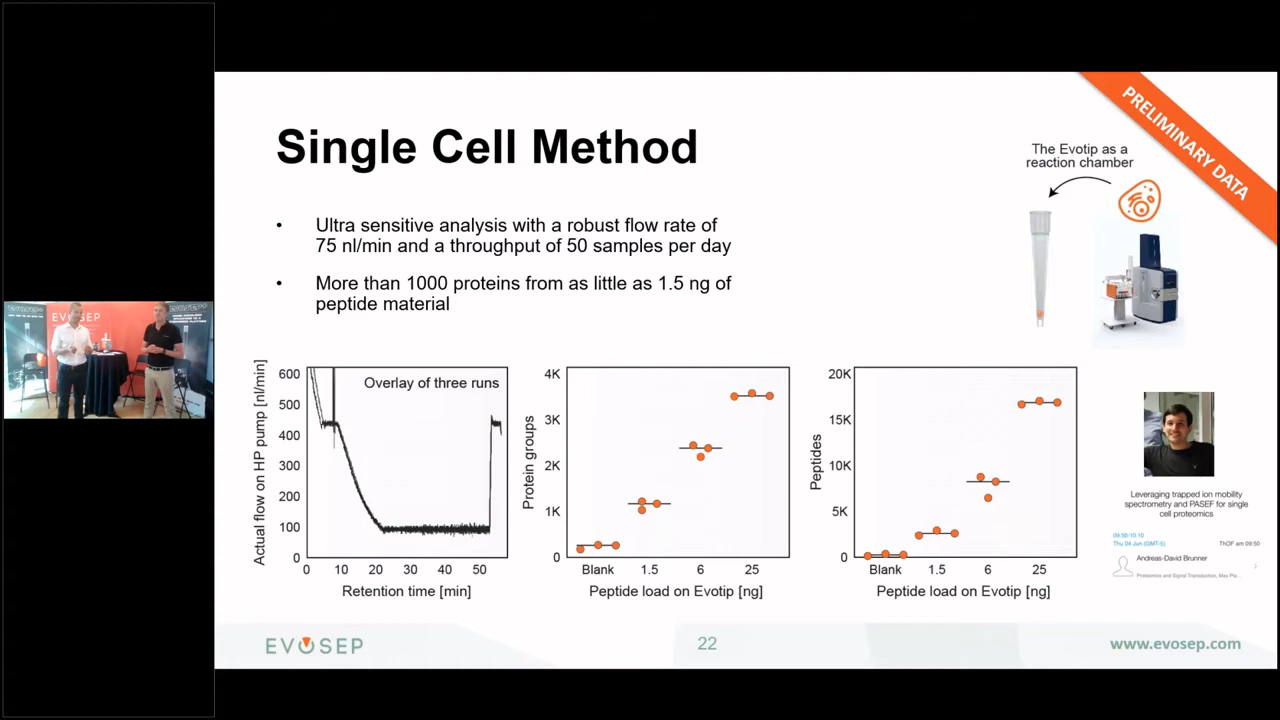 PRELIMINARY DATA
Single Cell Method
The Evotip as a
reaction chamber
• Ultra sensitive analysis with a robust flow rate of
75 nl/min and a throughput of 50 samples per day
• More than 1000 proteins from as little as 1.5 ng of
peptide material
EVOSEP
Actual flow on HP pump [nl/min]
600
500
400
300
200
100
0
Overlay of three runs
0 10 20 30 40 50
Retention time [min]
Protein groups
4K
3K
2K
1K
0
Blank 1.5 6 25
Peptide load on Evotip [ng]
Peptides
20K
15K
10K
5K
0
Blank 1.5 6 25
Peptide load on Evotip [ng]
Leveraging trapped ion mobility
spectrometry and PASEF for single
cell proteomics
09:50-10:10
Thu 04 Jun (GMT-5)
ThOF am 09:50
Andreas-David Brunner
Proteomics and Signal Transduction, Max Pla...
EVOSEP
22
www.evosep.com